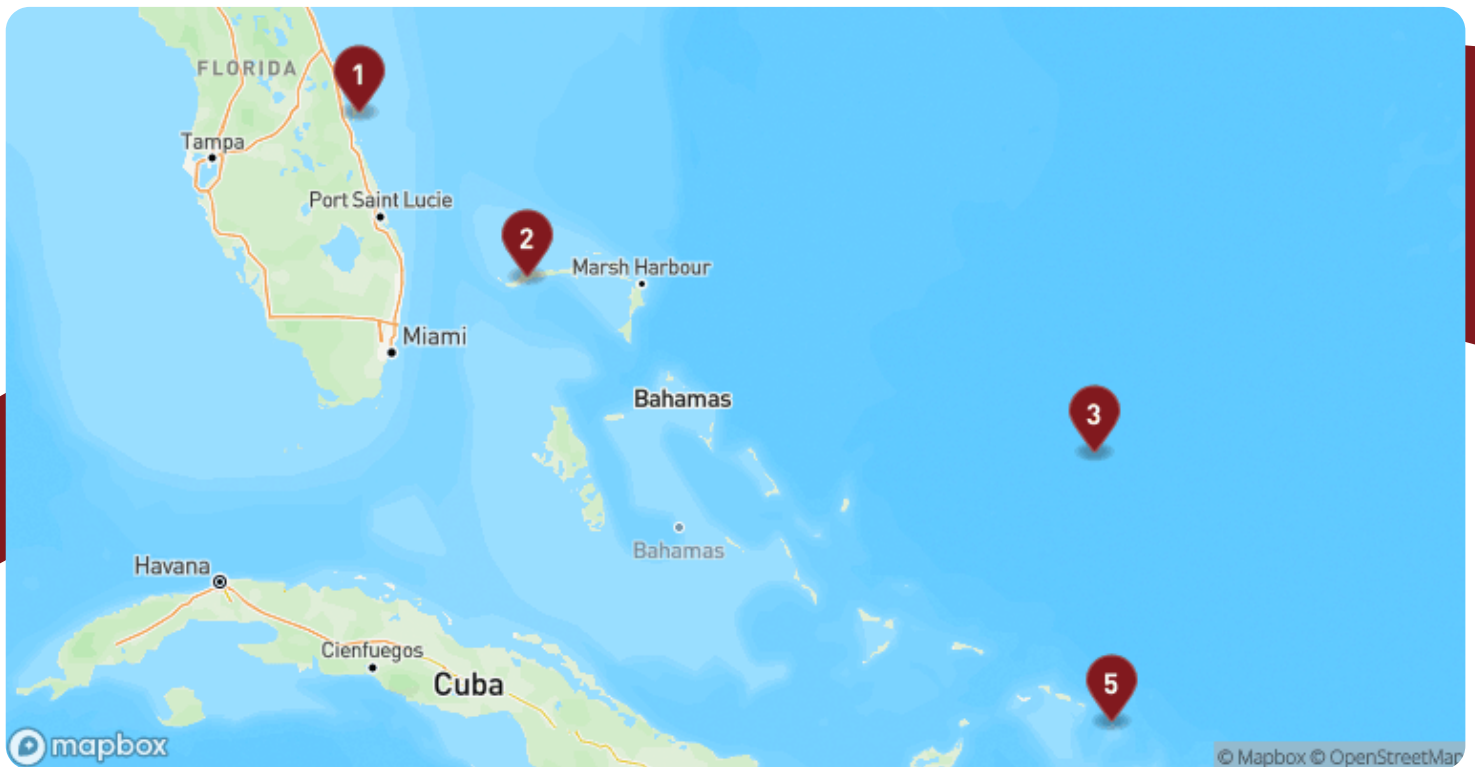 FLORIDA
1
Tampa
Port Saint Lucie
2
Marsh Harbour
Miami
Bahamas
3
Bahamas
Havana
Cienfuegos
Cuba
5
mapbox
© Mapbox © OpenStreetMap